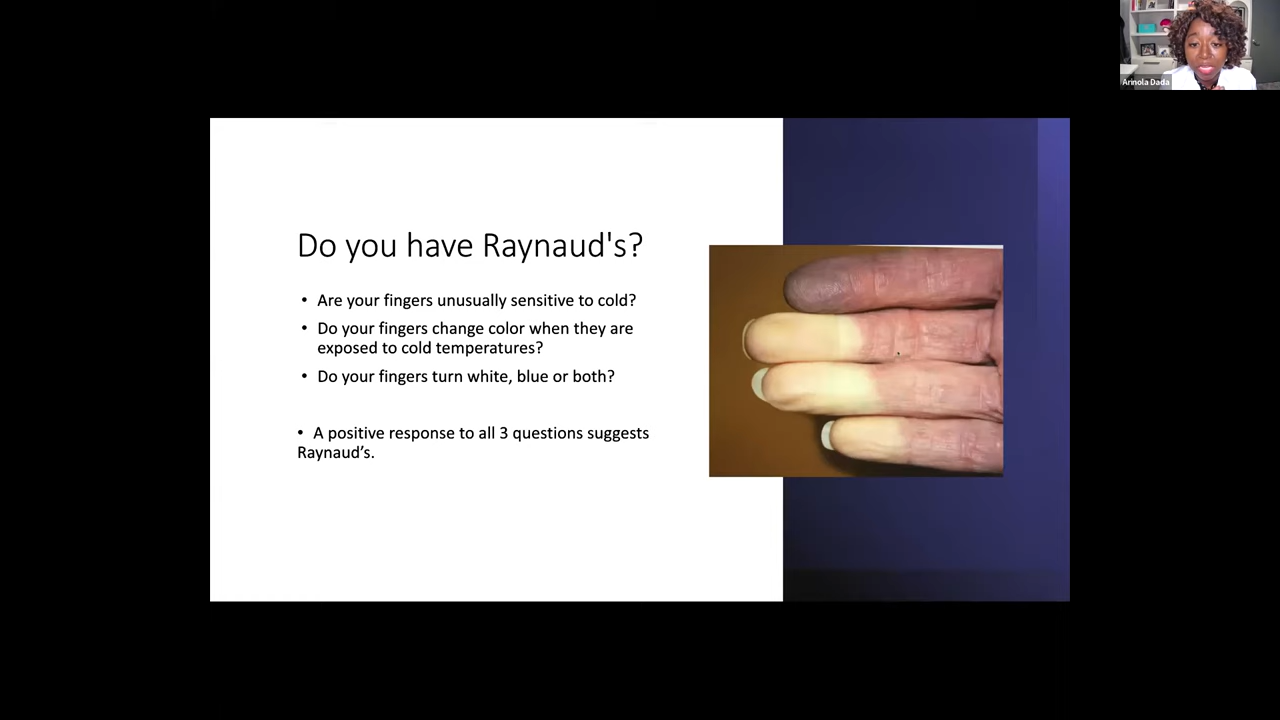 Arinola Dada
Do you have Raynaud's?
• Are your fingers unusually sensitive to cold?
• Do your fingers change color when they are
exposed to cold temperatures?
• Do your fingers turn white, blue or both?
• A positive response to all 3 questions suggests
Raynaud’s.